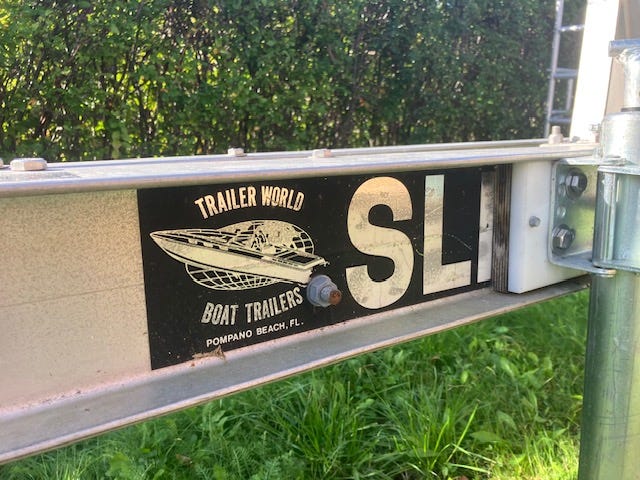 TRAILER WORLD
BOAT TRAILERS
POMPANO BEACH, FL.
SL